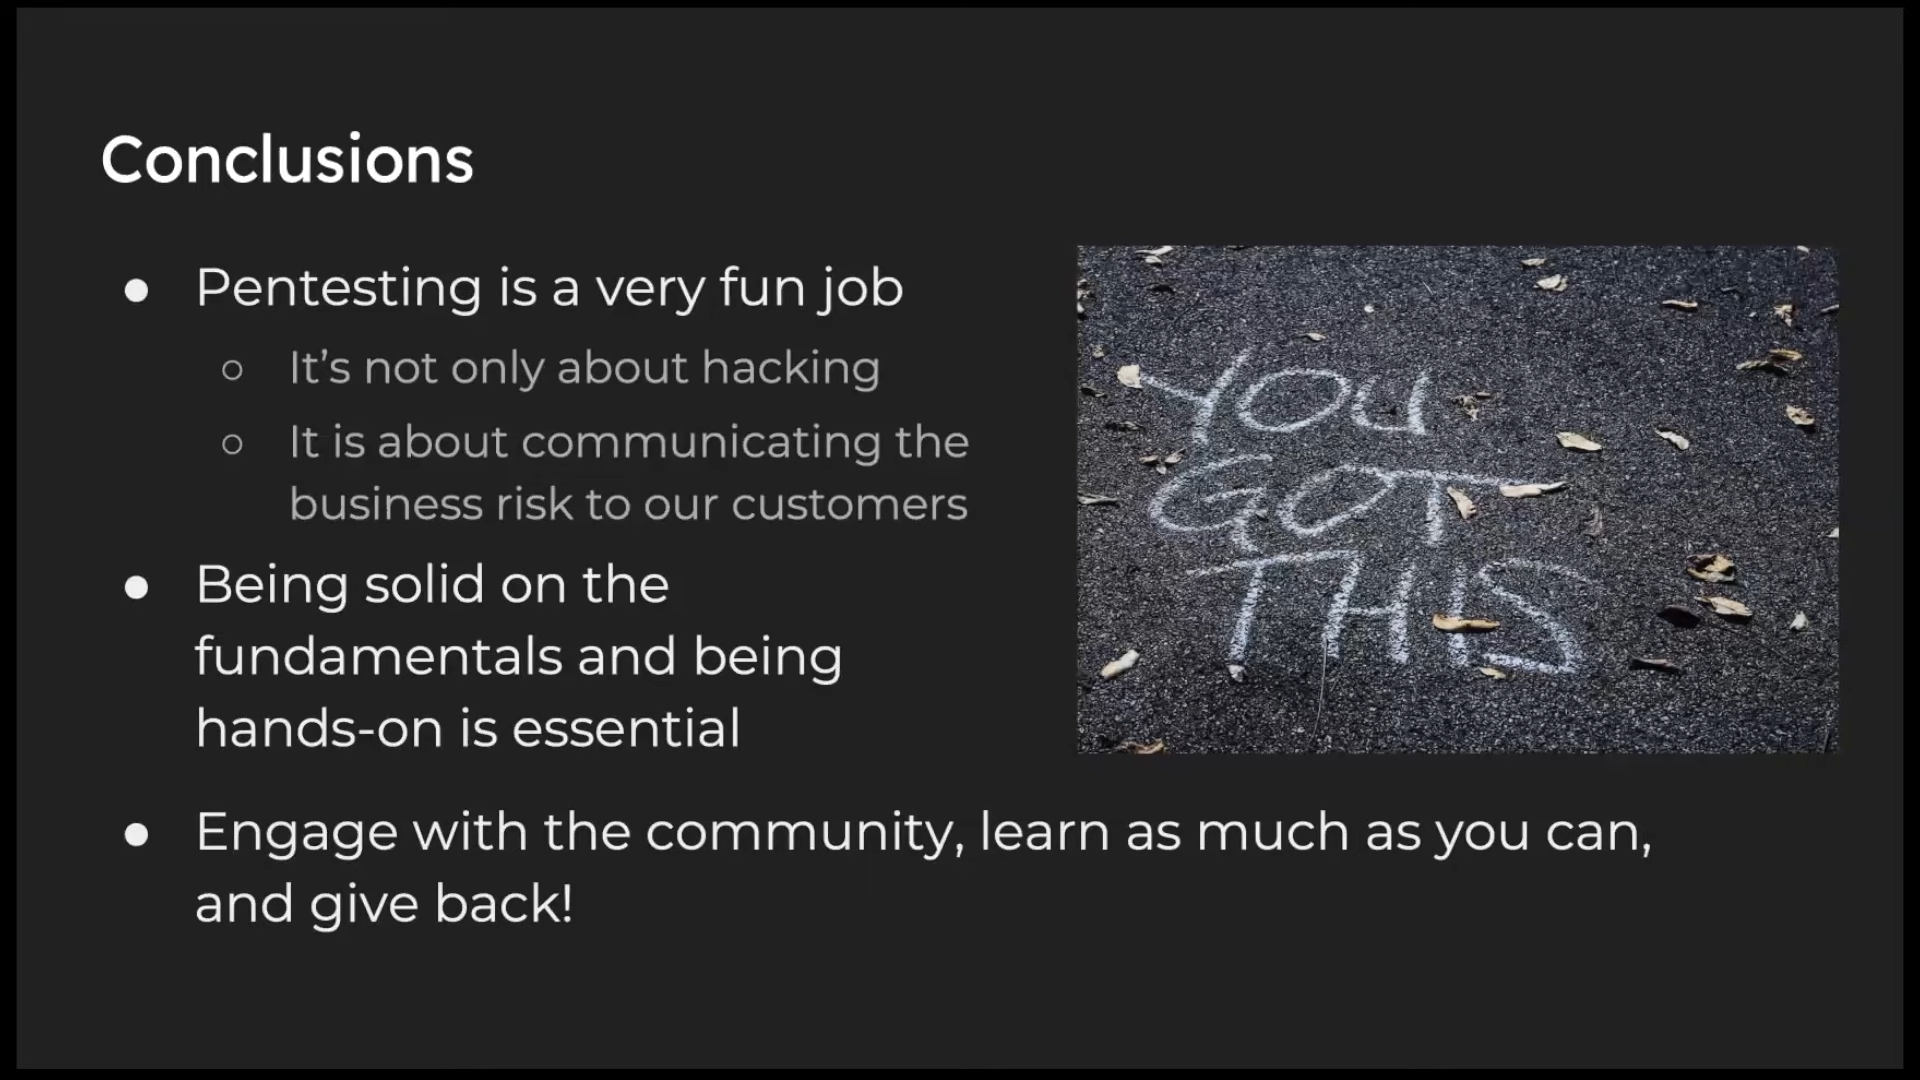 Conclusions
● Pentesting is a very fun job
○ It’s not only about hacking
○ It is about communicating the
business risk to our customers
● Being solid on the
fundamentals and being
hands-on is essential
● Engage with the community, learn as much as you can,
and give back!
YOU
GOT
THIS